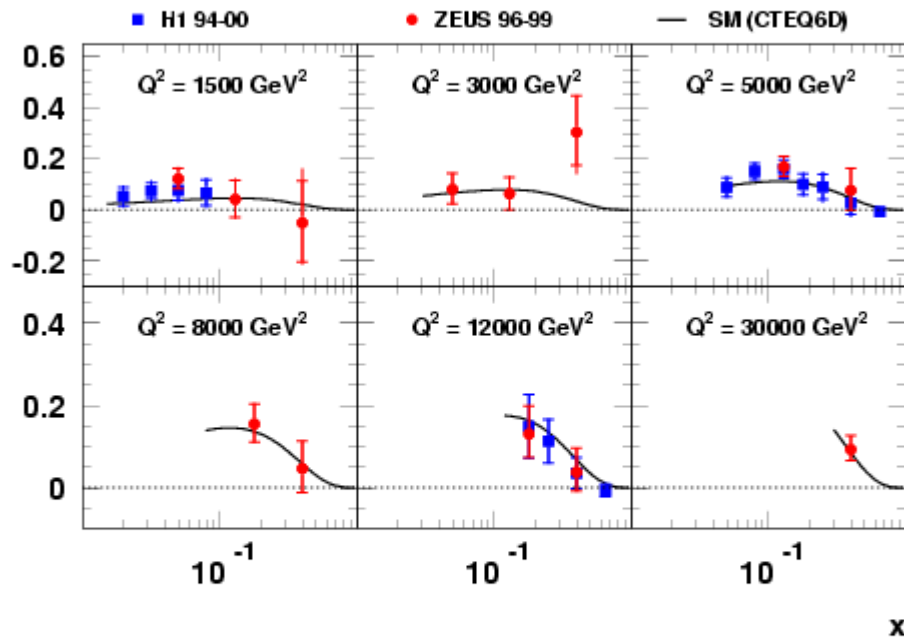 H1 94-00 ZEUS 96-99 SM (CTEQ6D)
Q² = 1500 GeV² Q² = 3000 GeV² Q² = 5000 GeV²
0.6
0.4
0.2
0
-0.2
Q² = 8000 GeV² Q² = 12000 GeV² Q² = 30000 GeV²
0.4
0.2
0
10⁻¹ 10⁻¹ 10⁻¹
x